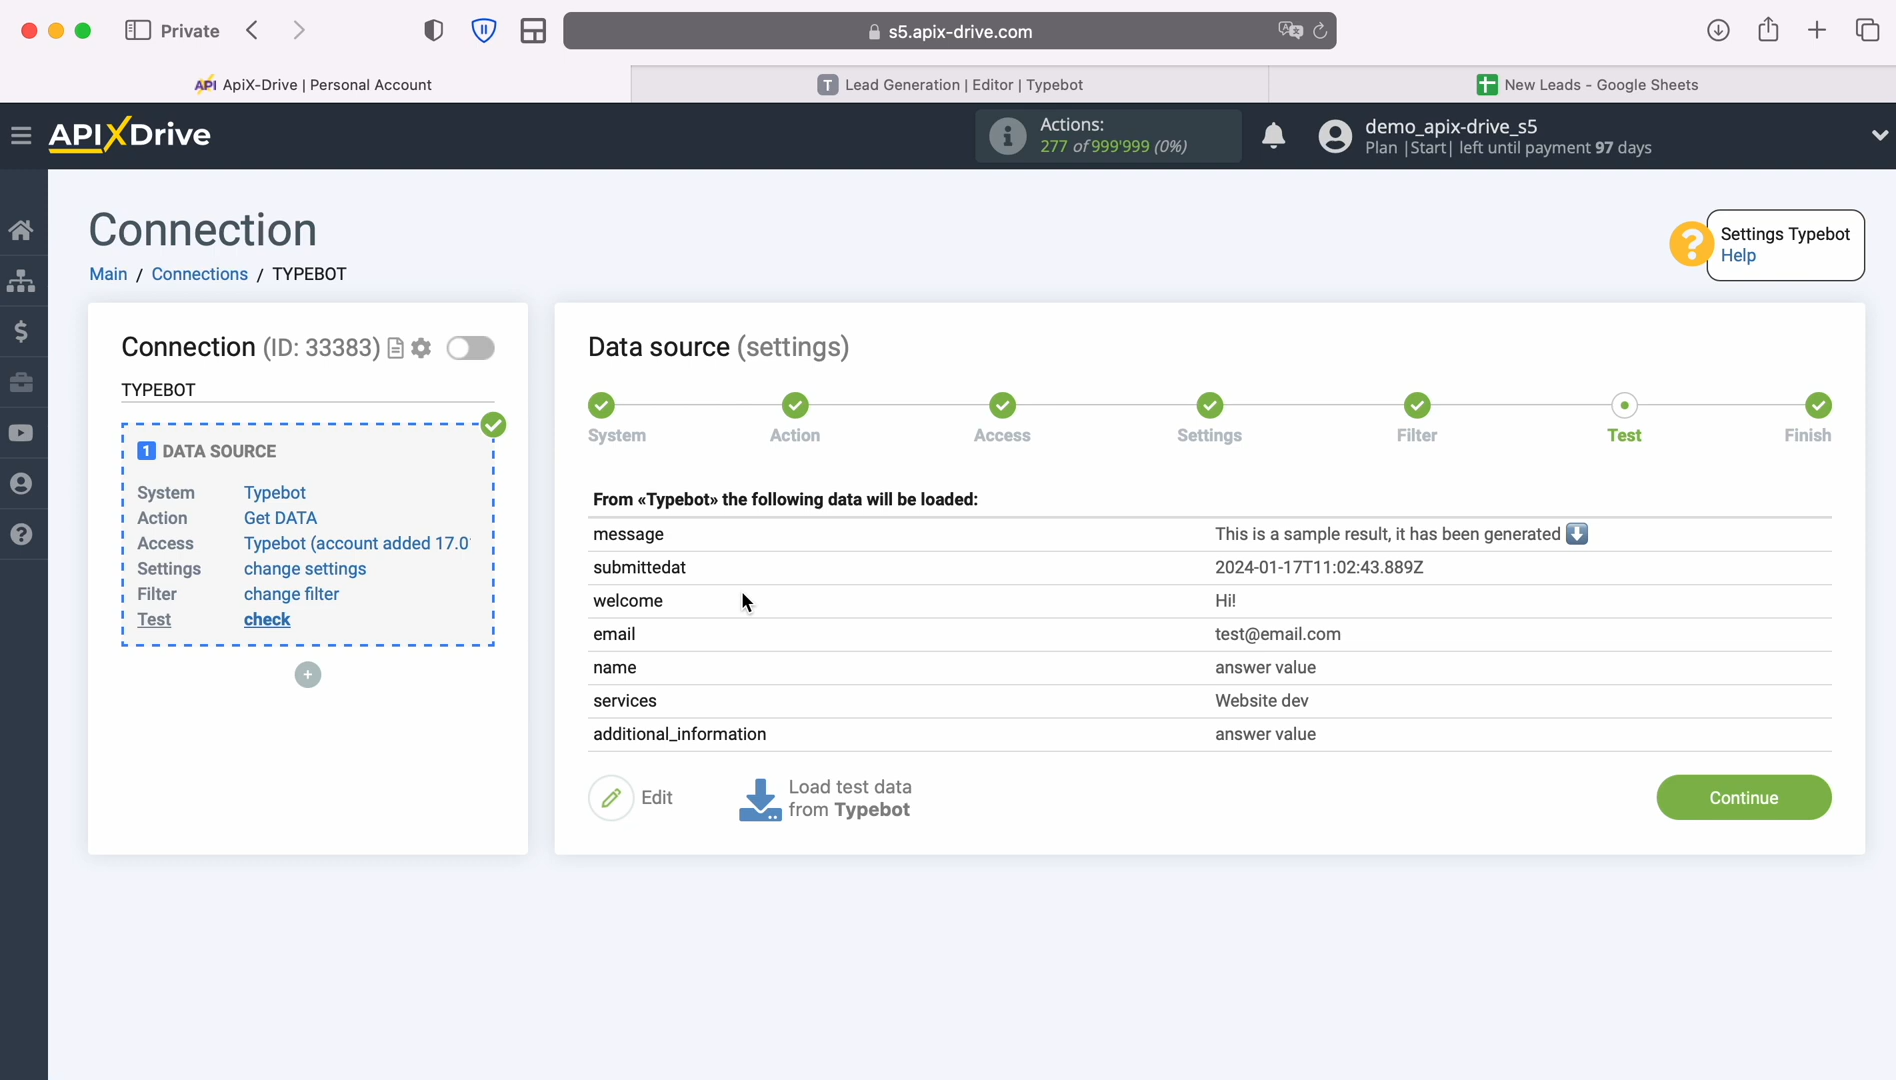 Private
s5.apix-drive.com
API ApiX-Drive | Personal Account
T Lead Generation | Editor | Typebot
New Leads - Google Sheets
APIXDrive
Actions:
277 of 999'999 (0%)
demo_apix-drive_s5
Plan |Start| left until payment 97 days
Connection
Main / Connections / TYPEBOT
Settings Typebot
Help
Connection (ID: 33383)
TYPEBOT
1 DATA SOURCE
System Typebot
Action Get DATA
Access Typebot (account added 17.0
Settings change settings
Filter change filter
Test check
Data source (settings)
System Action Access Settings Filter Test Finish
From «Typebot» the following data will be loaded:
message This is a sample result, it has been generated
submittedat 2024-01-17T11:02:43.889Z
welcome Hi!
email test@email.com
name answer value
services Website dev
additional_information answer value
Edit
Load test data
from Typebot
Continue